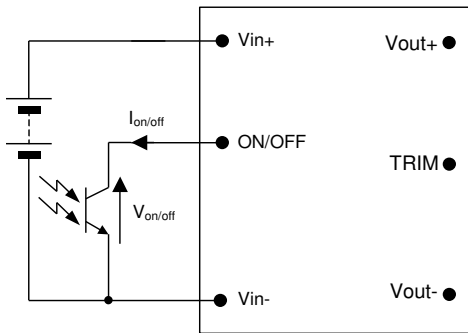 Vin+
Vout+
Ion/off
ON/OFF
TRIM
Von/off
Vin-
Vout-